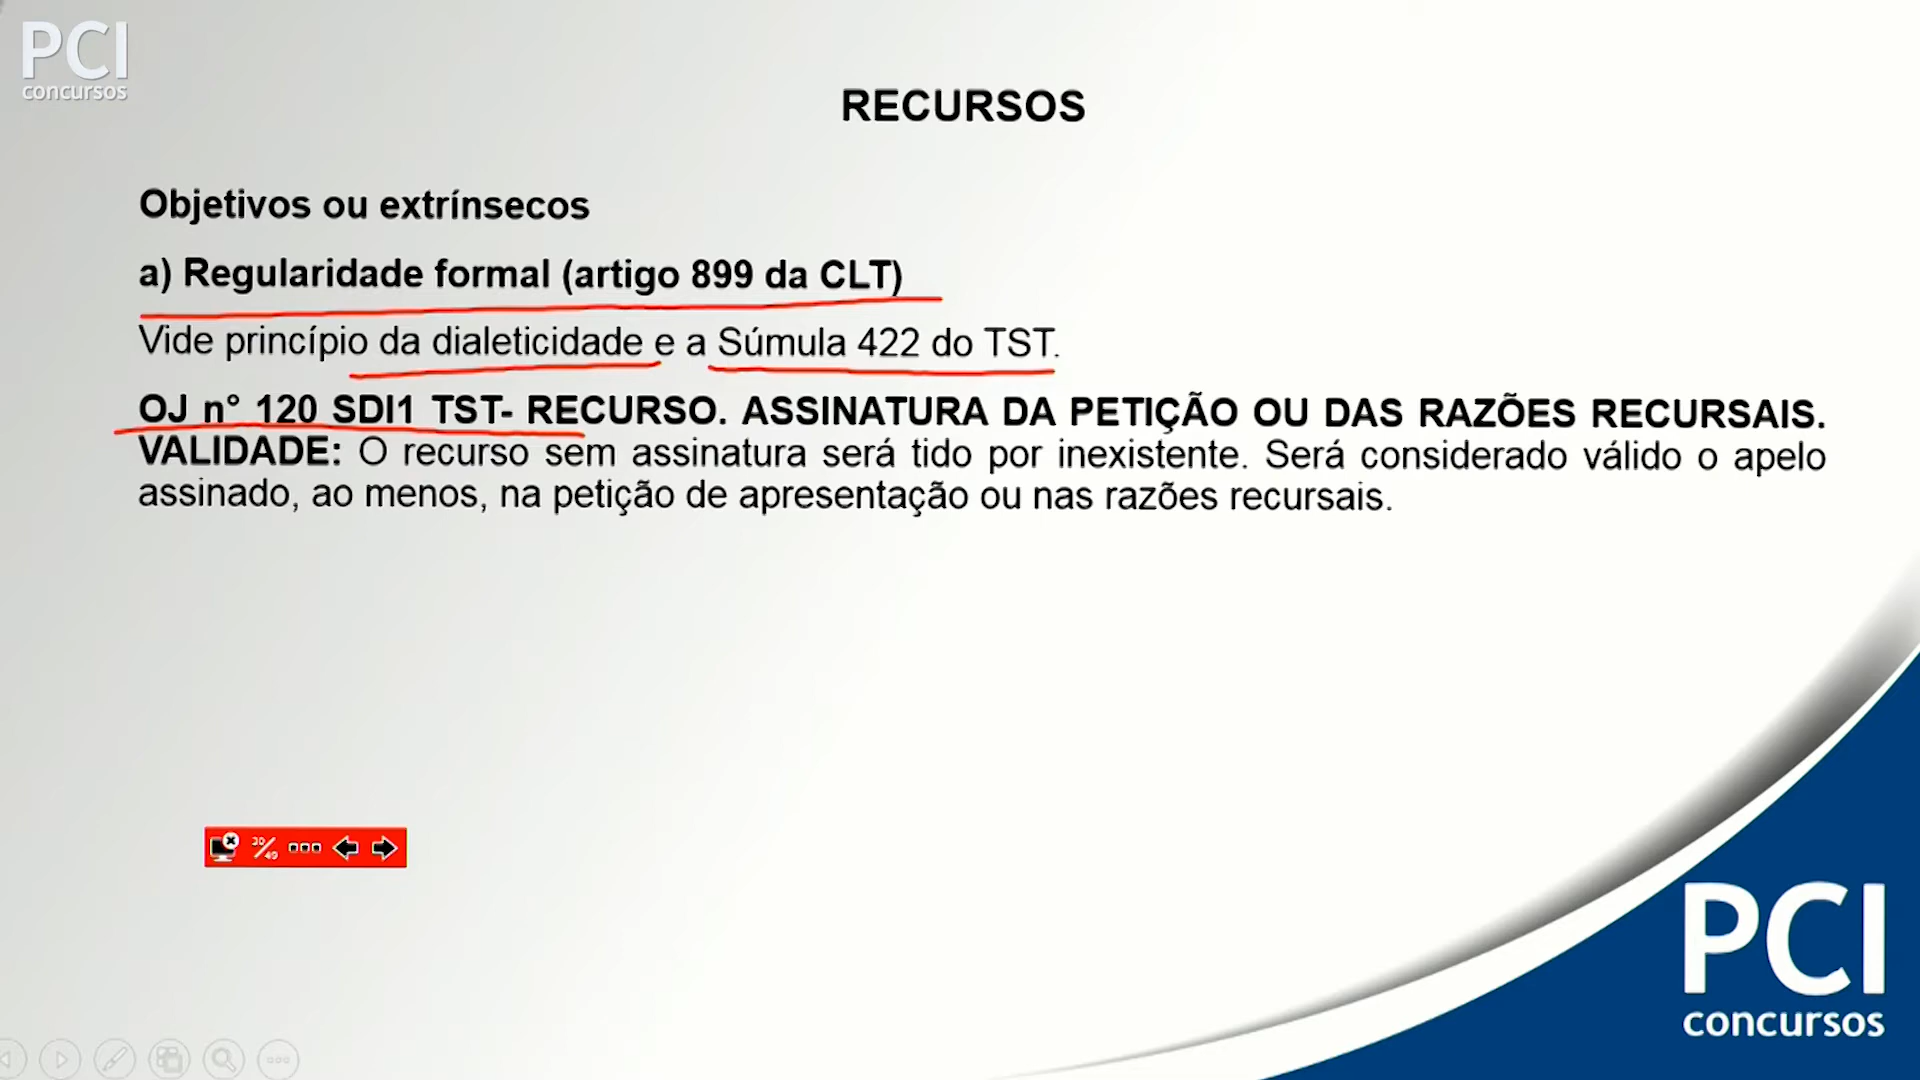 PCI
concursos
RECURSOS
Objetivos ou extrínsecos
a) Regularidade formal (artigo 899 da CLT)
Vide princípio da dialeticidade e a Súmula 422 do TST.
OJ n° 120 SDI1 TST- RECURSO. ASSINATURA DA PETIÇÃO OU DAS RAZÕES RECURSAIS.
VALIDADE: O recurso sem assinatura será tido por inexistente. Será considerado válido o apelo
assinado, ao menos, na petição de apresentação ou nas razões recursais.
30/49
PCI
concursos